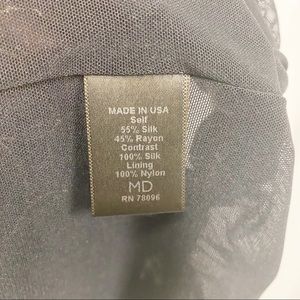 MADE IN USA
Self
55% Silk
45% Rayon
Contrast
100% Silk
Lining
100% Nylon
MD
RN 78096